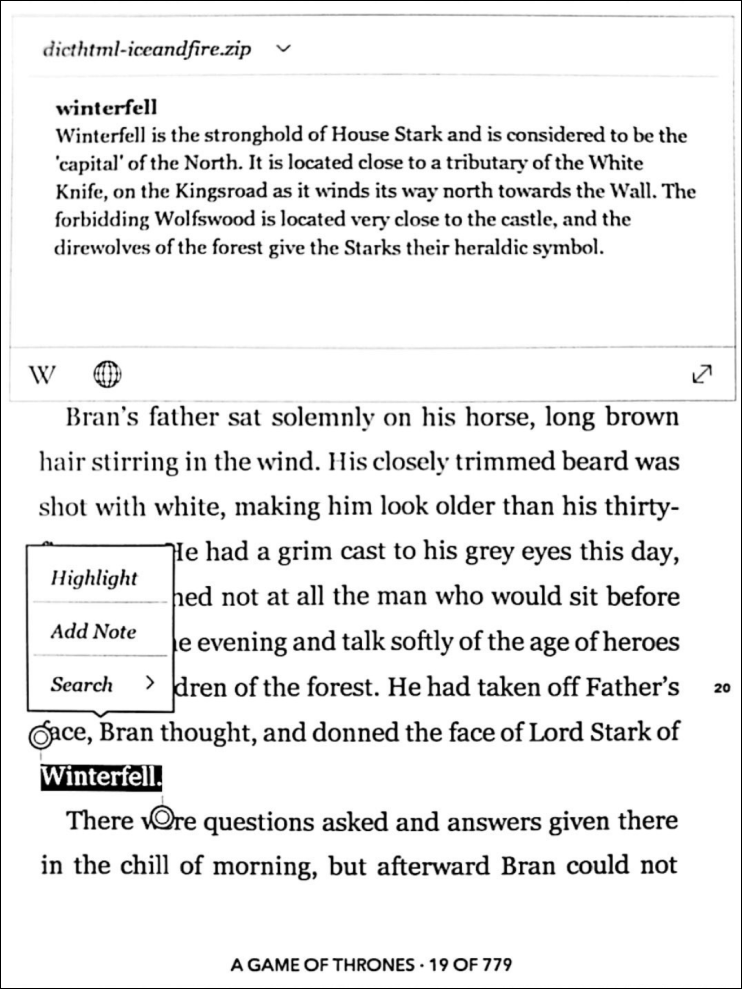 dicthtml-iceandfire.zip
winterfell
Winterfell is the stronghold of House Stark and is considered to be the
'capital' of the North. It is located close to a tributary of the White
Knife, on the Kingsroad as it winds its way north towards the Wall. The
forbidding Wolfswood is located very close to the castle, and the
direwolves of the forest give the Starks their heraldic symbol.
W
Bran's father sat solemnly on his horse, long brown
hair stirring in the wind. His closely trimmed beard was
shot with white, making him look older than his thirty-
He had a grim cast to his grey eyes this day,
Highlight
ned not at all the man who would sit before
Add Note
e evening and talk softly of the age of heroes
Search
dren of the forest. He had taken off Father's
20
face, Bran thought, and donned the face of Lord Stark of
Winterfell.
There were questions asked and answers given there
in the chill of morning, but afterward Bran could not
A GAME OF THRONES · 19 OF 779